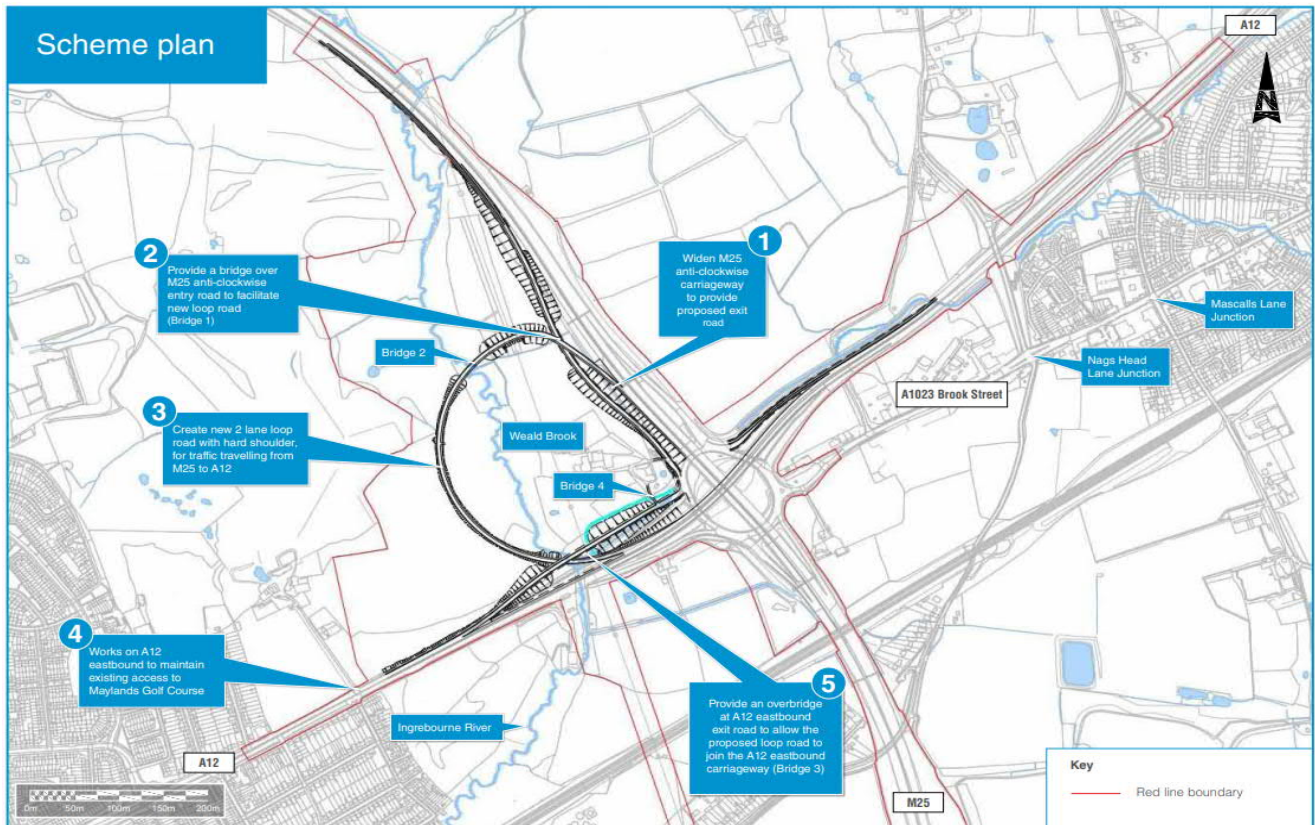 Scheme plan
A12
N
1
Widen M25
anti-clockwise
carriageway
to provide
proposed exit
road
2
Provide a bridge over
M25 anti-clockwise
entry road to facilitate
new loop road
(Bridge 1)
Bridge 2
Mascalls Lane
Junction
Nags Head
Lane Junction
A1023 Brook Street
3
Create new 2 lane loop
road with hard shoulder,
for traffic travelling from
M25 to A12
Weald Brook
Bridge 4
4
Works on A12
eastbound to maintain
existing access to
Maylands Golf Course
5
Provide an overbridge
at A12 eastbound
exit road to allow the
proposed loop road to
join the A12 eastbound
carriageway (Bridge 3)
Ingrebourne River
A12
M25
0m 50m 100m 150m 200m
Key
Red line boundary